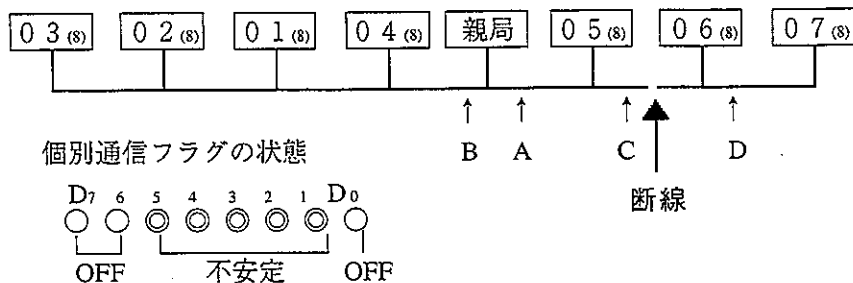 03(8) 02(8) 01(8) 04(8) 親局 05(8) 06(8) 07(8)
B A C D
断線
個別通信フラグの状態
D7 6 5 4 3 2 1 D0
OFF 不安定 OFF